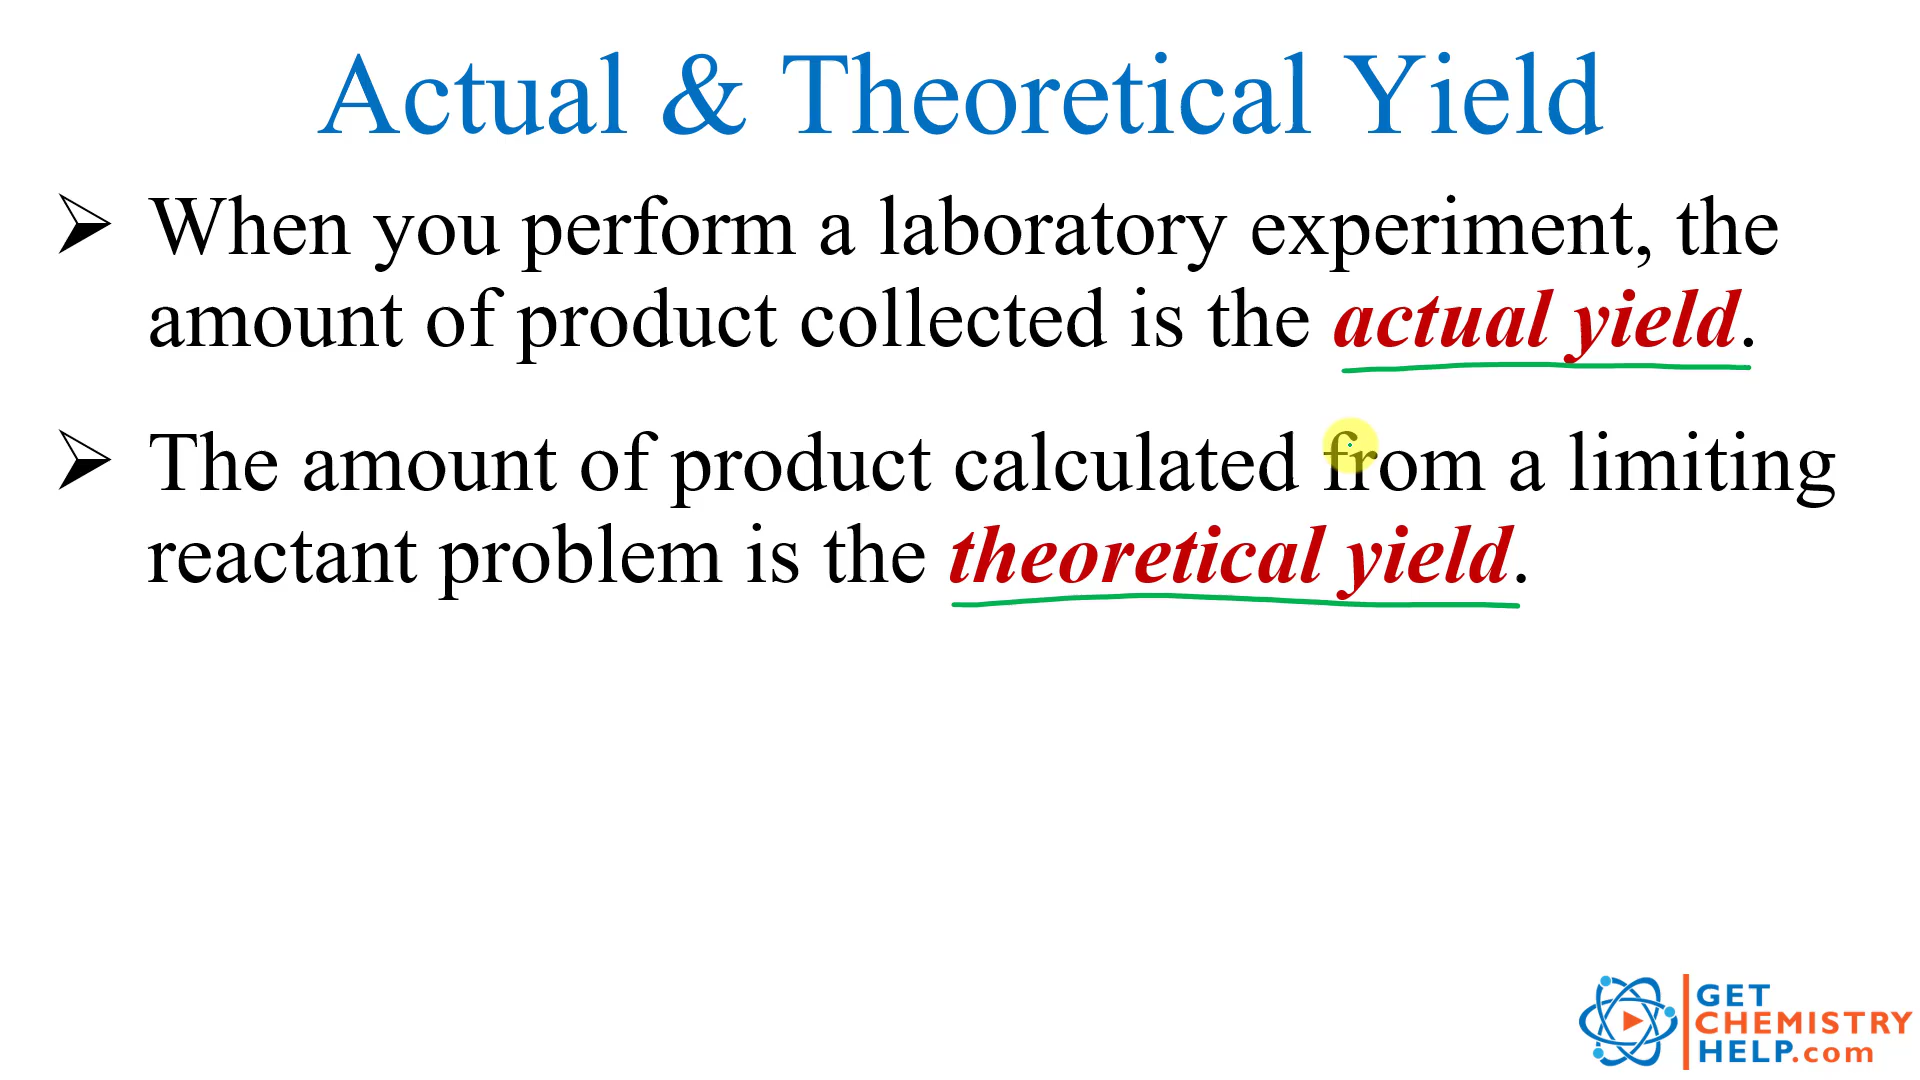 Actual & Theoretical Yield
➢ When you perform a laboratory experiment, the
amount of product collected is the actual yield.
➢ The amount of product calculated from a limiting
reactant problem is the theoretical yield.
GET
CHEMISTRY
HELP.com